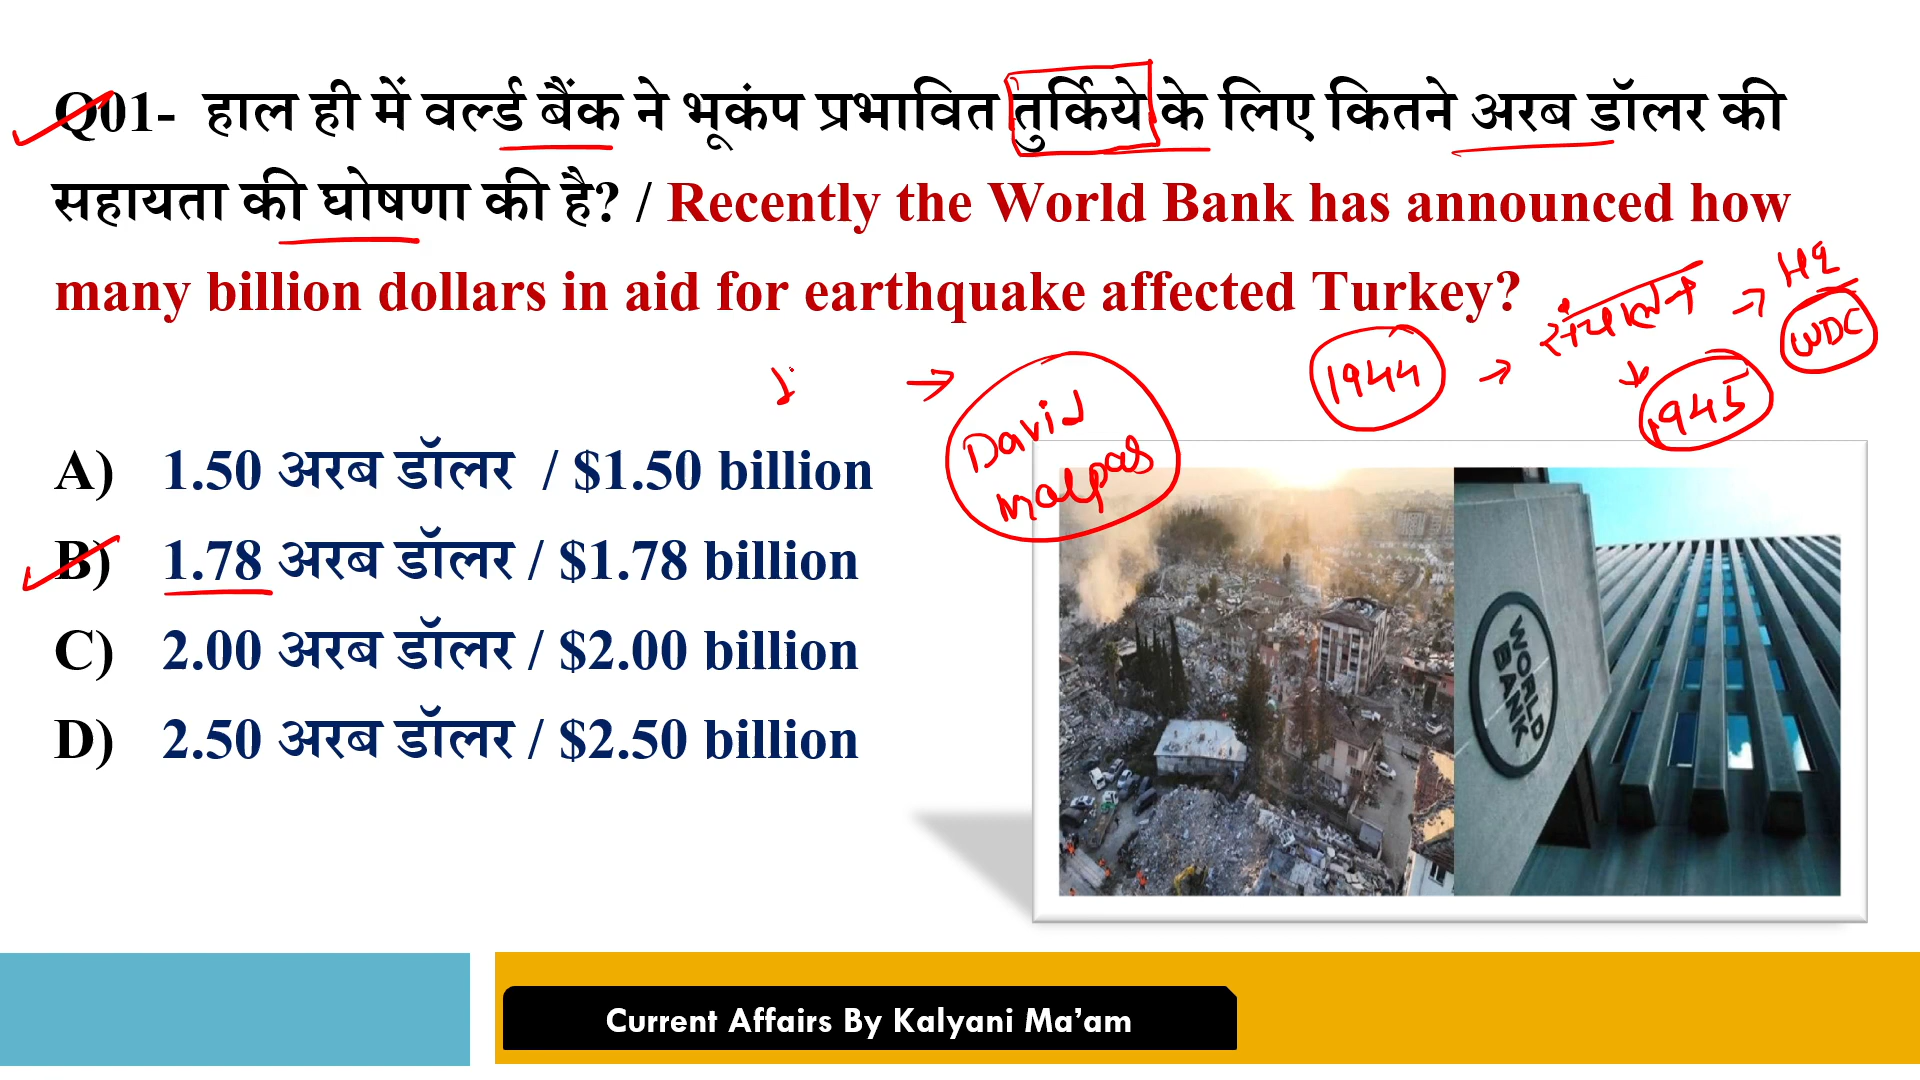 Q01- हाल ही में वर्ल्ड बैंक ने भूकंप प्रभावित तुर्किये के लिए कितने अरब डॉलर की
सहायता की घोषणा की है? / Recently the World Bank has announced how
many billion dollars in aid for earthquake affected Turkey?
HQ
WDC
1944
1945
David
Malpas
A) 1.50 अरब डॉलर / $1.50 billion
B) 1.78 अरब डॉलर / $1.78 billion
C) 2.00 अरब डॉलर / $2.00 billion
D) 2.50 अरब डॉलर / $2.50 billion
WORLD
BANK
Current Affairs By Kalyani Ma’am